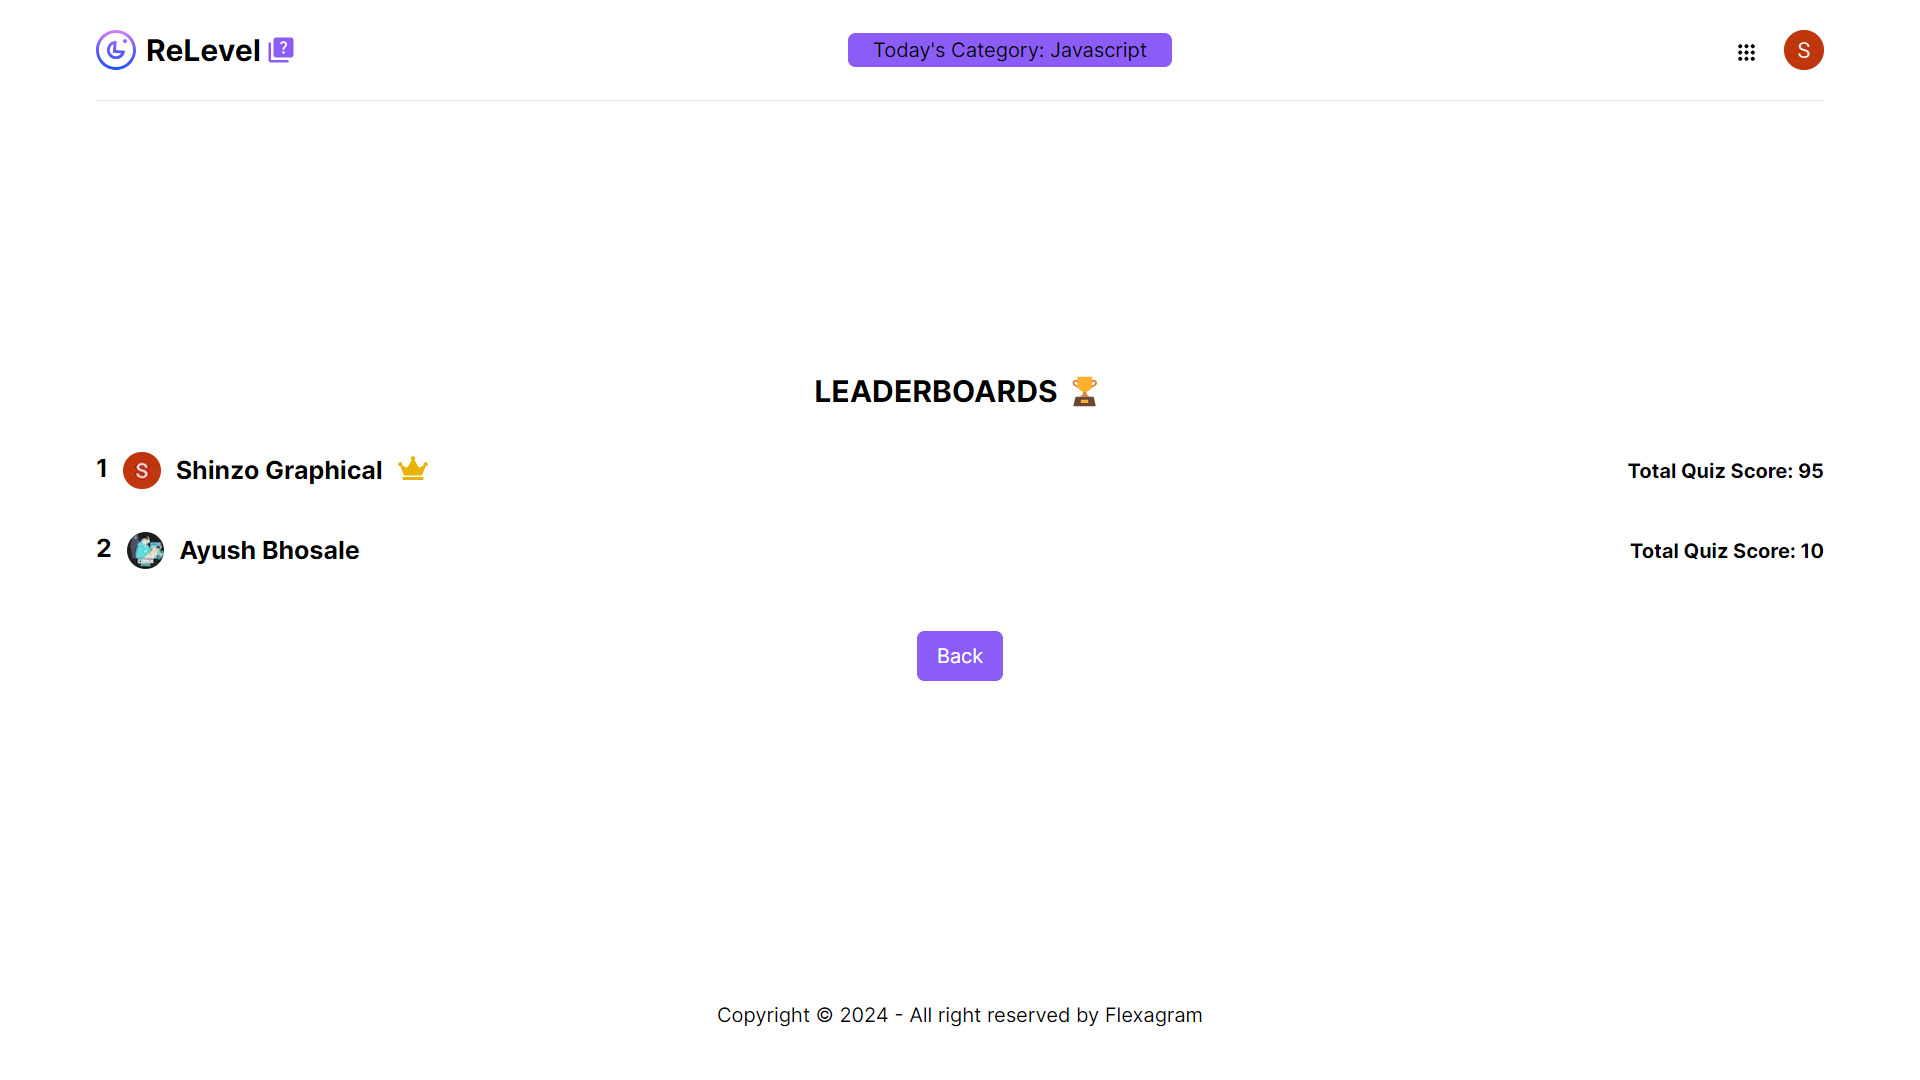 ReLevel
Today's Category: Javascript
S
LEADERBOARDS
1 S Shinzo Graphical Total Quiz Score: 95
2 Ayush Bhosale Total Quiz Score: 10
Back
Copyright © 2024 - All right reserved by Flexagram